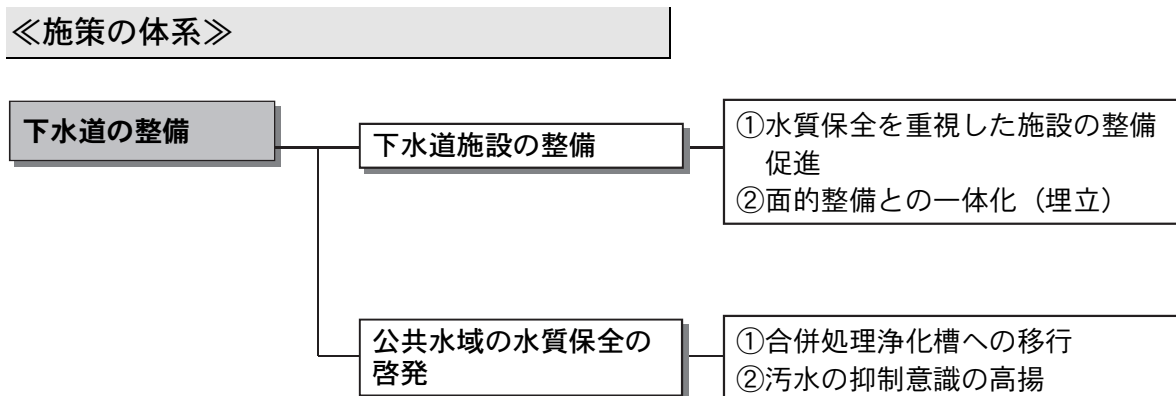 ≪施策の体系≫
下水道の整備
下水道施設の整備
①水質保全を重視した施設の整備
促進
②面的整備との一体化（埋立）
公共水域の水質保全の
啓発
①合併処理浄化槽への移行
②汚水の抑制意識の高揚